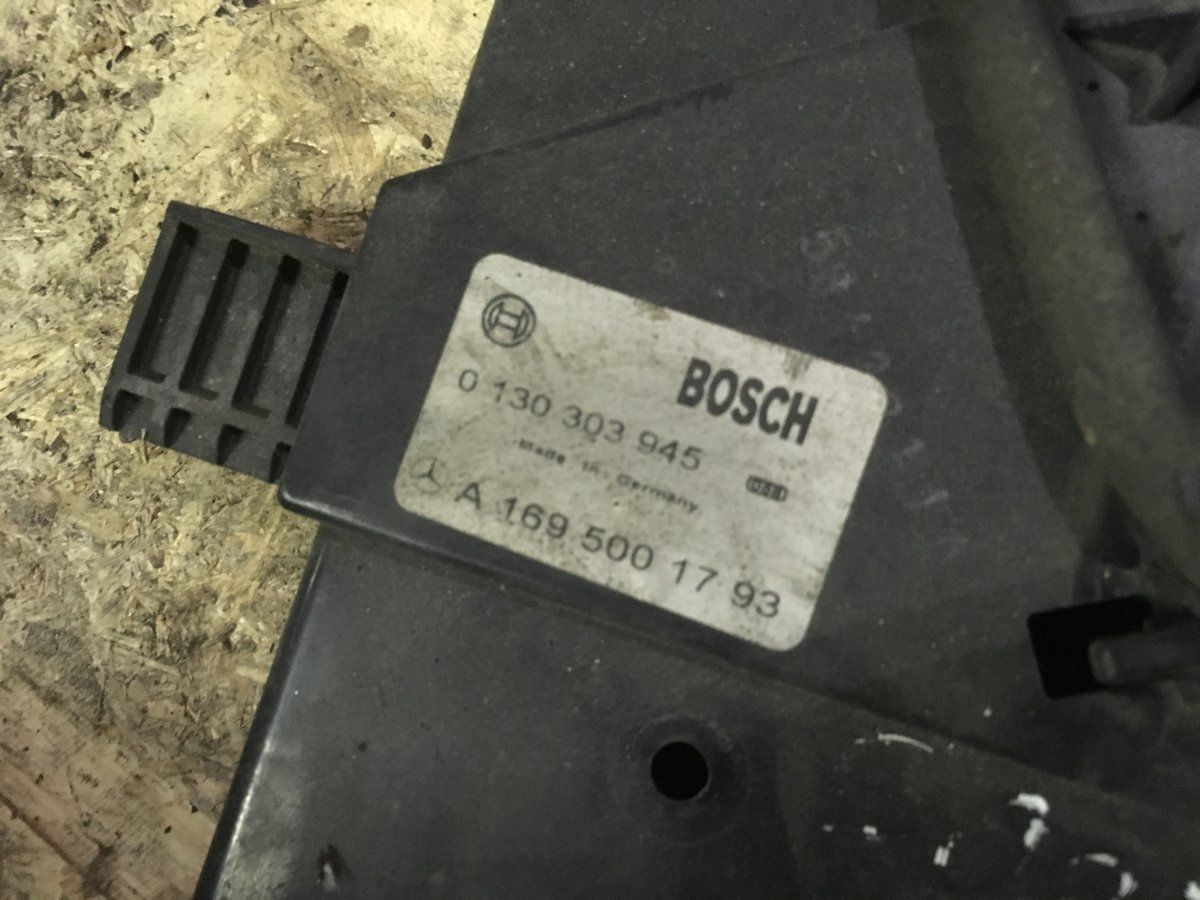 BOSCH
0 130 303 945
Made in Germany
A 169 500 17 93